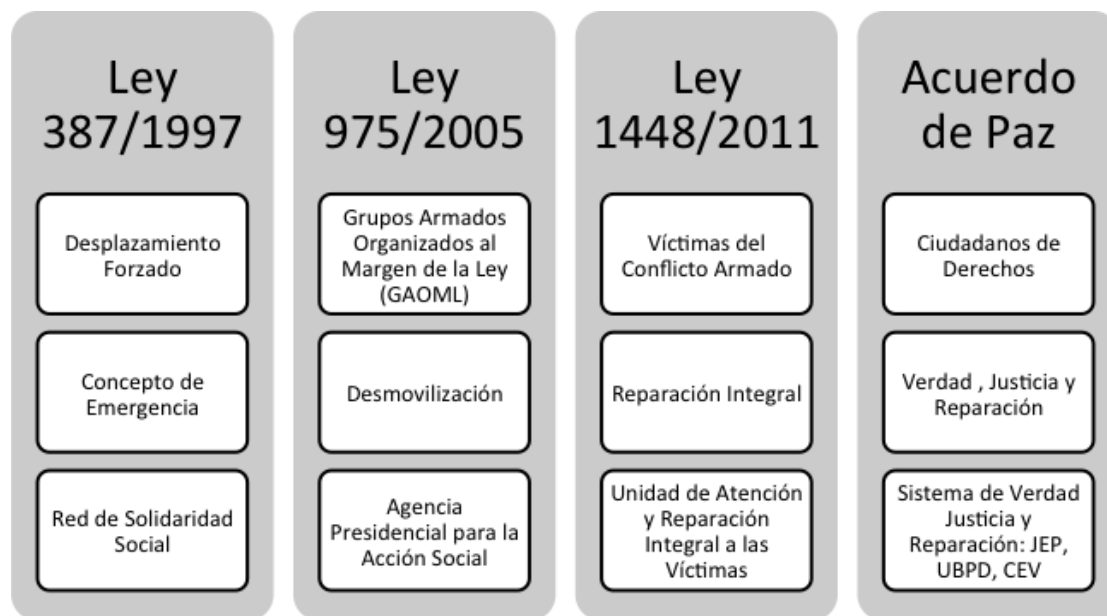 Ley
387/1997
Desplazamiento
Forzado
Concepto de
Emergencia
Red de Solidaridad
Social
Ley
975/2005
Grupos Armados
Organizados al
Margen de la Ley
(GAOML)
Desmovilización
Agencia
Presidencial para la
Acción Social
Ley
1448/2011
Víctimas del
Conflicto Armado
Reparación Integral
Unidad de Atención
y Reparación
Integral a las
Víctimas
Acuerdo
de Paz
Ciudadanos de
Derechos
Verdad , Justicia y
Reparación
Sistema de Verdad
Justicia y
Reparación: JEP,
UBPD, CEV